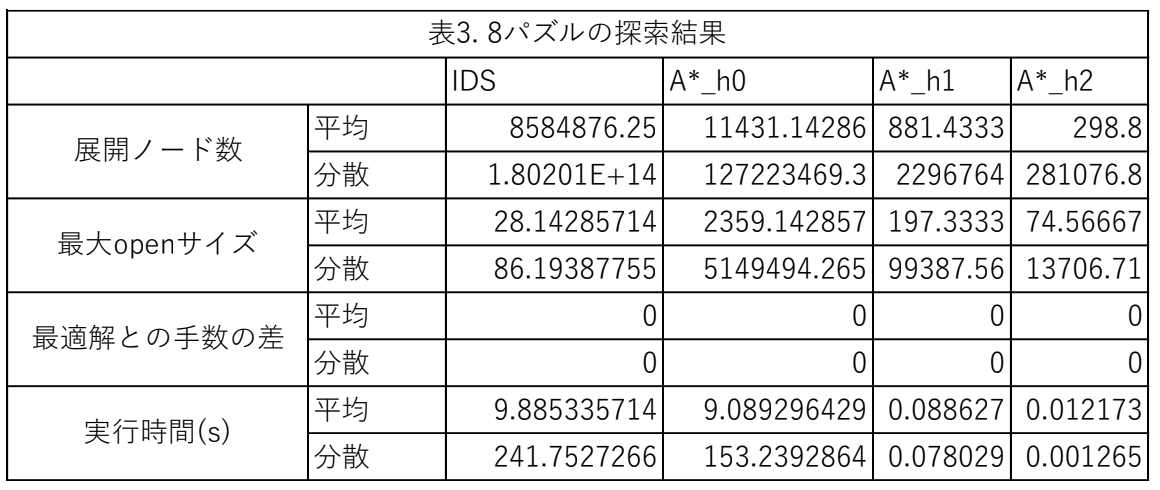 表3. 8パズルの探索結果
IDS A*_h0 A*_h1 A*_h2
展開ノード数 平均 8584876.25 11431.14286 881.4333 298.8
分散 1.80201E+14 127223469.3 2296764 281076.8
最大openサイズ 平均 28.14285714 2359.142857 197.3333 74.56667
分散 86.19387755 5149494.265 99387.56 13706.71
最適解との手数の差 平均 0 0 0 0
分散 0 0 0 0
実行時間(s) 平均 9.885335714 9.089296429 0.088627 0.012173
分散 241.7527266 153.2392864 0.078029 0.001265